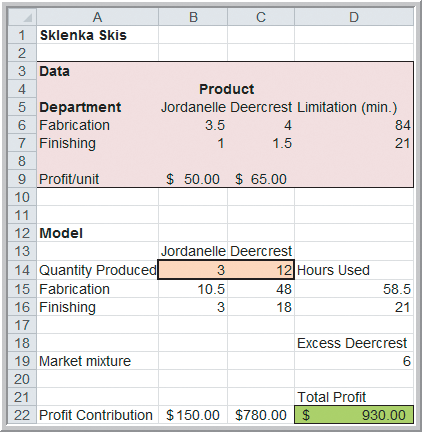 A B C D
1 Sklenka Skis
2
3 Data
4 Product
5 Department Jordanelle Deercrest Limitation (min.)
6 Fabrication 3.5 4 84
7 Finishing 1 1.5 21
8
9 Profit/unit $ 50.00 $ 65.00
10
11
12 Model
13 Jordanelle Deercrest
14 Quantity Produced 3 12 Hours Used
15 Fabrication 10.5 48 58.5
16 Finishing 3 18 21
17
18 Excess Deercrest
19 Market mixture 6
20
21 Total Profit
22 Profit Contribution $150.00 $780.00 $ 930.00